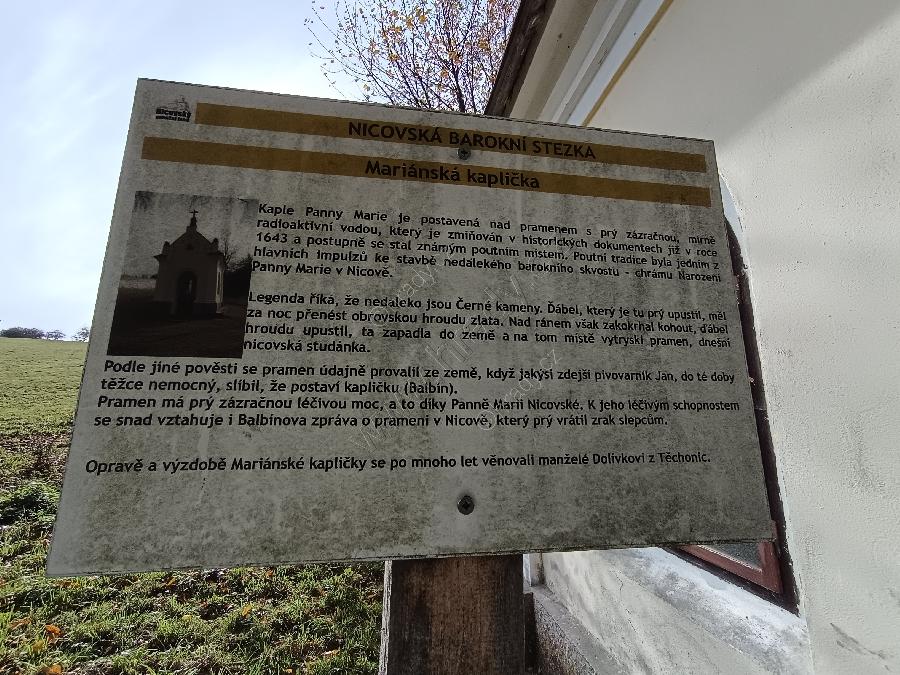 Nicovský
NICOVSKÁ BAROKNÍ STEZKA
Mariánská kaplička
Kaple Panny Marie je postavená nad pramenem s prý zázračnou, mírně
radioaktivní vodou, který je zmiňován v historických dokumentech již v roce
1643 a postupně se stal známým poutním místem. Poutní tradice byla jedním z
hlavních impulzů ke stavbě nedalekého barokního skvostu - chrámu Narození
Panny Marie v Nicově.
Legenda říká, že nedaleko jsou Černé kameny. Ďábel, který je tu prý upustil, měl
za noc přenést obrovskou hroudu zlata. Nad ránem však zakokrhal kohout, ďábel
hroudu upustil, ta zapadla do země a na tom místě vytryskl pramen, dnešní
nicovská studánka.
Podle jiné pověsti se pramen údajně provalil ze země, když jakýsi zdejší pivovarník Jan, do té doby
těžce nemocný, slíbil, že postaví kapličku (Balbín).
Pramen má prý zázračnou léčivou moc, a to díky Panně Marii Nicovské. K jeho léčivým schopnostem
se snad vztahuje i Balbínova zpráva o prameni v Nicově, který prý vrátil zrak slepcům.
Opravě a výzdobě Mariánské kapličky se po mnoho let věnovali manželé Dolívkovi z Těchonic.